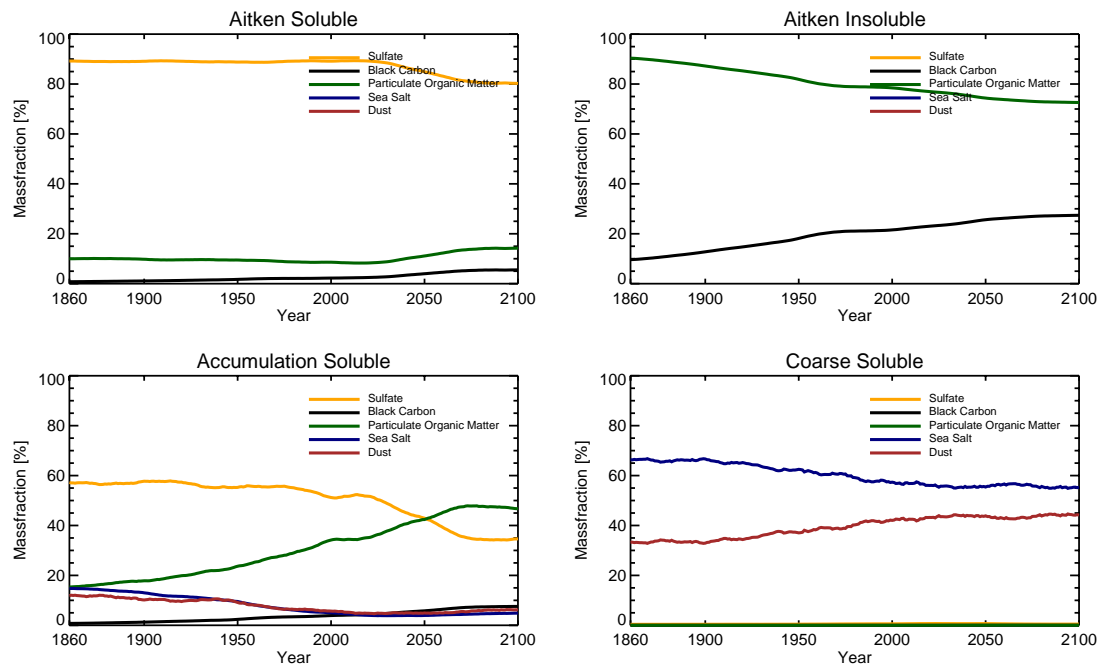 Aitken Soluble
100
80
60
40
20
0
Massfraction [%]
Sulfate
Black Carbon
Particulate Organic Matter
Sea Salt
Dust
1860 1900 1950 2000 2050 2100
Year
Aitken Insoluble
100
80
60
40
20
0
Massfraction [%]
Sulfate
Black Carbon
Particulate Organic Matter
Sea Salt
Dust
1860 1900 1950 2000 2050 2100
Year
Accumulation Soluble
100
80
60
40
20
0
Massfraction [%]
Sulfate
Black Carbon
Particulate Organic Matter
Sea Salt
Dust
1860 1900 1950 2000 2050 2100
Year
Coarse Soluble
100
80
60
40
20
0
Massfraction [%]
Sulfate
Black Carbon
Particulate Organic Matter
Sea Salt
Dust
1860 1900 1950 2000 2050 2100
Year